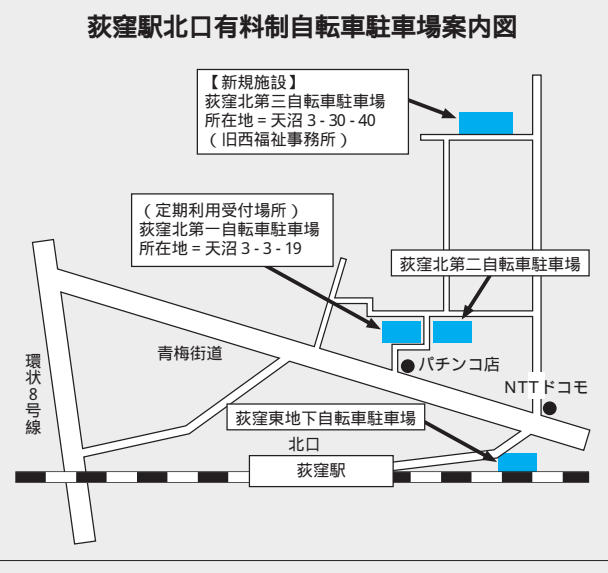 荻窪駅北口有料制自転車駐車場案内図
【新規施設】
荻窪北第三自転車駐車場
所在地 = 天沼 3 - 30 - 40
（旧西福祉事務所）
（定期利用受付場所）
荻窪北第一自転車駐車場
所在地 = 天沼 3 - 3 - 19
荻窪北第二自転車駐車場
青梅街道
パチンコ店
環状8号線
NTTドコモ
荻窪東地下自転車駐車場
北口
荻窪駅